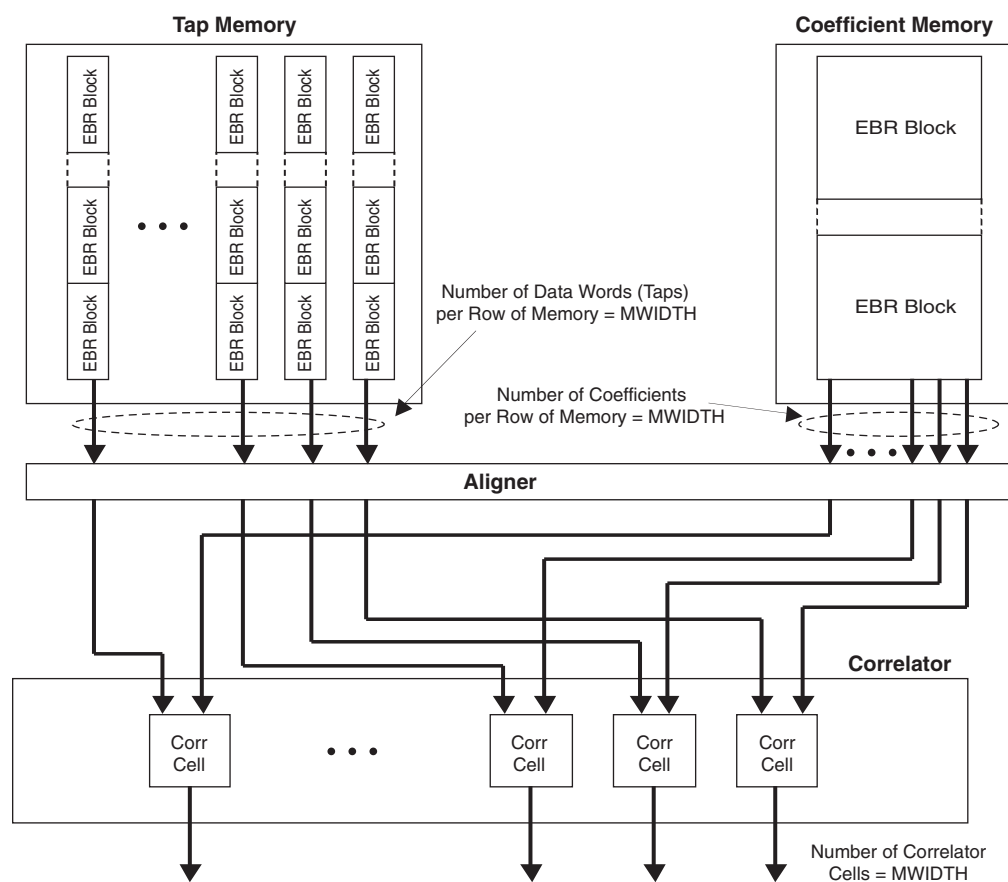 Tap Memory
Coefficient Memory
EBR Block
EBR Block
EBR Block
EBR Block
EBR Block
EBR Block
EBR Block
EBR Block
EBR Block
EBR Block
EBR Block
EBR Block
EBR Block
EBR Block
Number of Data Words (Taps)
per Row of Memory = MWIDTH
Number of Coefficients
per Row of Memory = MWIDTH
Aligner
Correlator
Corr
Cell
Corr
Cell
Corr
Cell
Corr
Cell
Number of Correlator
Cells = MWIDTH